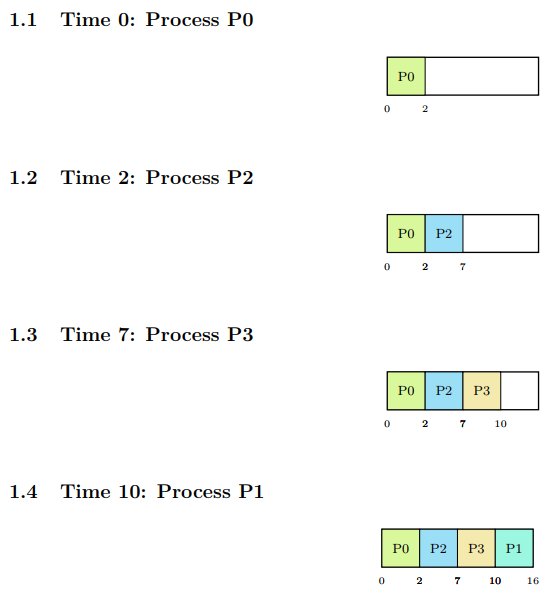 1.1 Time 0: Process P0
P0
0 2
1.2 Time 2: Process P2
P0 P2
0 2 7
1.3 Time 7: Process P3
P0 P2 P3
0 2 7 10
1.4 Time 10: Process P1
P0 P2 P3 P1
0 2 7 10 16